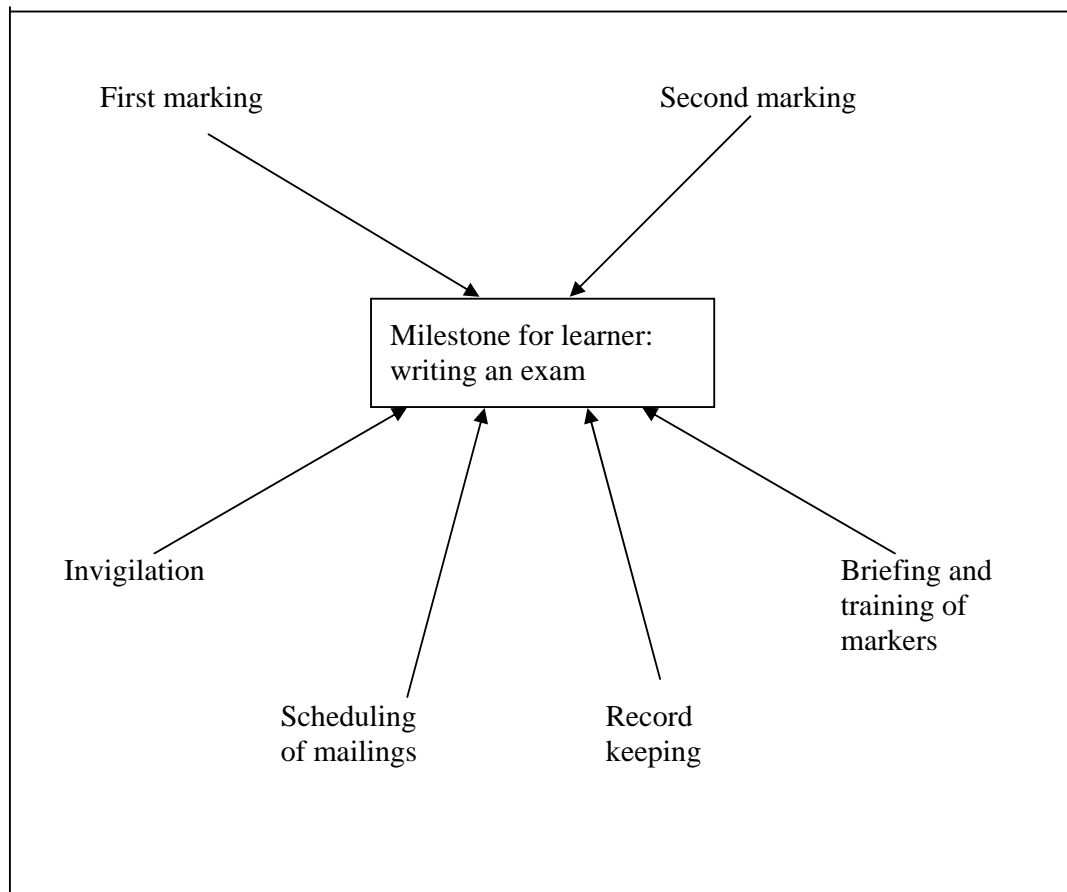 First marking
Second marking
Milestone for learner:
writing an exam
Invigilation
Briefing and
training of
markers
Scheduling
of mailings
Record
keeping